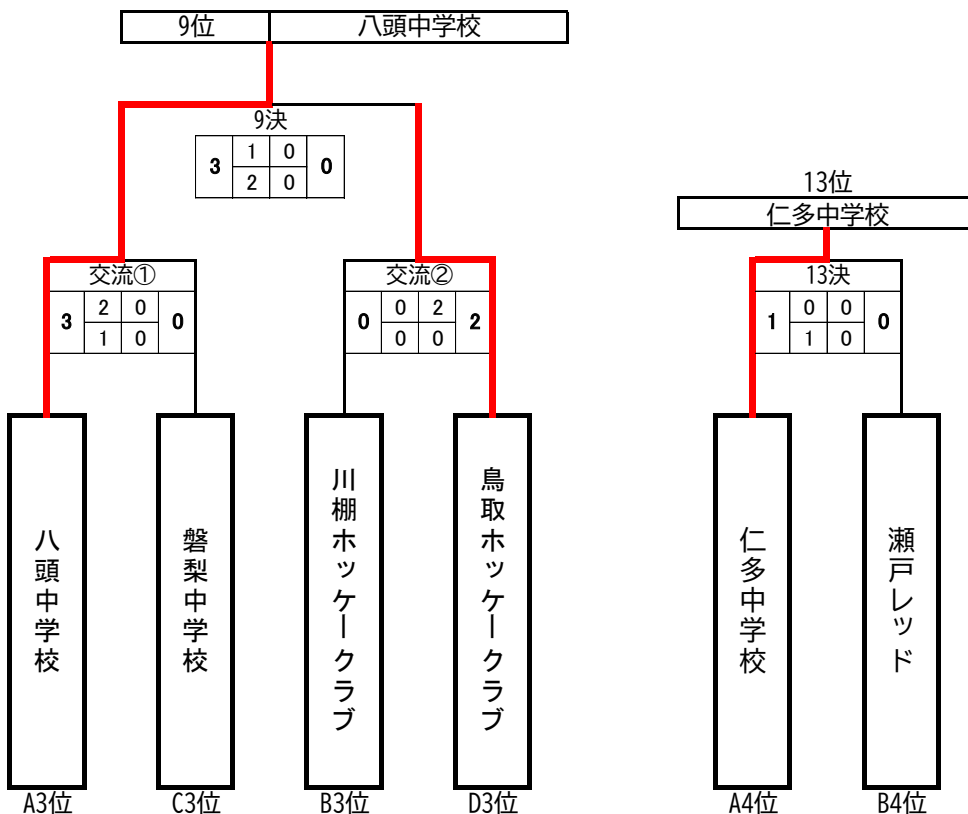 9位 八頭中学校
9決
3 1 0 0
2 0
13位
仁多中学校
交流①
3 2 0 0
1 0
交流②
0 0 2 2
0 0
13決
1 0 0 0
1 0
八頭中学校
磐梨中学校
川棚ホッケークラブ
鳥取ホッケークラブ
仁多中学校
瀬戸レッド
A3位
C3位
B3位
D3位
A4位
B4位